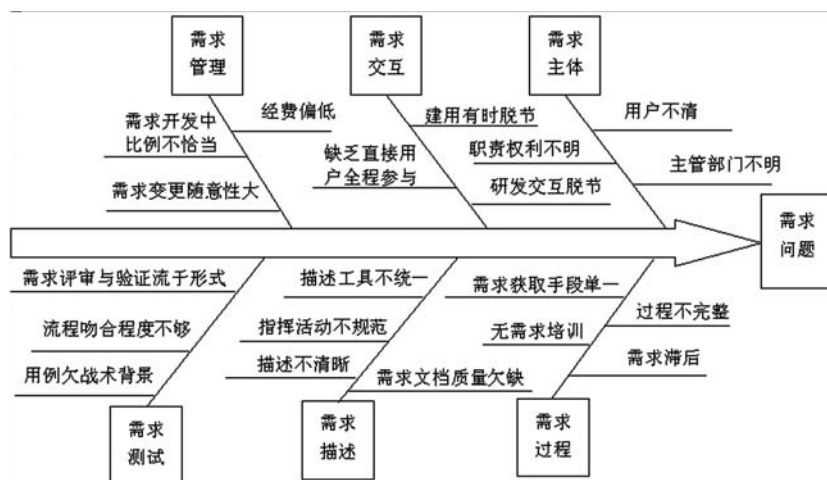 需求
管理
需求
交互
需求
主体
经费偏低
需求开发中
比例不恰当
需求变更随意性大
建用有时脱节
缺乏直接用
户全程参与
用户不清
职责权利不明
主管部门不明
研发交互脱节
需求
问题
需求评审与验证流于形式
流程吻合程度不够
用例欠战术背景
描述工具不统一
指挥活动不规范
描述不清晰
需求文档质量欠缺
需求获取手段单一
无需求培训
过程不完整
需求滞后
需求
测试
需求
描述
需求
过程